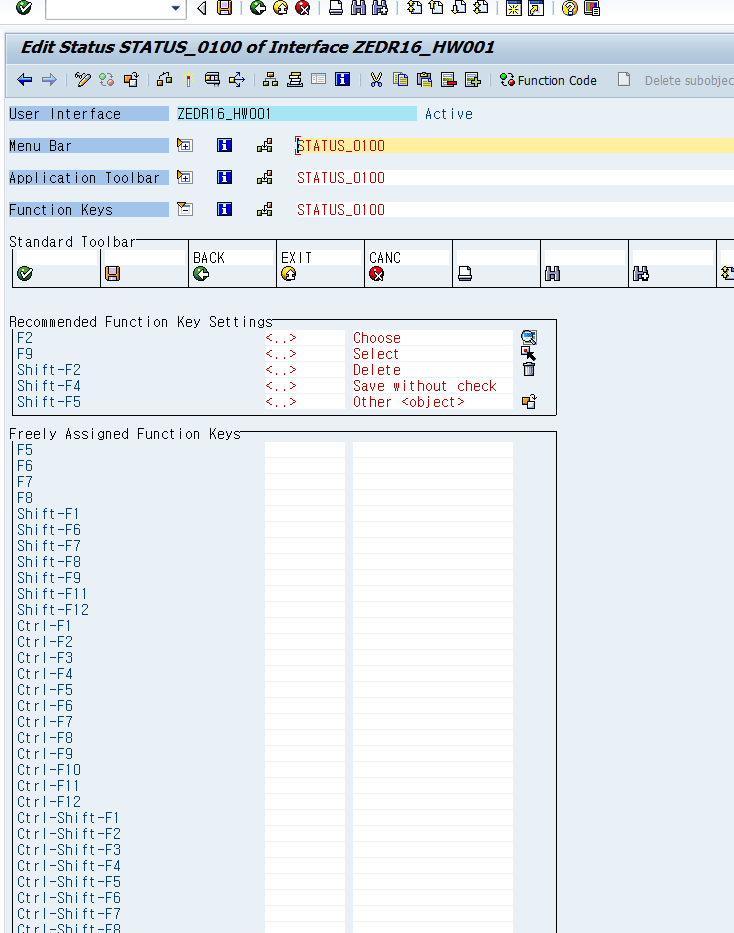 Edit Status STATUS_0100 of Interface ZEDR16_HW001
Function Code Delete subobjec
User Interface ZEDR16_HW001 Active
Menu Bar STATUS_0100
Application Toolbar STATUS_0100
Function Keys STATUS_0100
Standard Toolbar
BACK EXIT CANC
Recommended Function Key Settings
F2 <..> Choose
F9 <..> Select
Shift-F2 <..> Delete
Shift-F4 <..> Save without check
Shift-F5 <..> Other <object>
Freely Assigned Function Keys
F5
F6
F7
F8
Shift-F1
Shift-F6
Shift-F7
Shift-F8
Shift-F9
Shift-F11
Shift-F12
Ctrl-F1
Ctrl-F2
Ctrl-F3
Ctrl-F4
Ctrl-F5
Ctrl-F6
Ctrl-F7
Ctrl-F8
Ctrl-F9
Ctrl-F10
Ctrl-F11
Ctrl-F12
Ctrl-Shift-F1
Ctrl-Shift-F2
Ctrl-Shift-F3
Ctrl-Shift-F4
Ctrl-Shift-F5
Ctrl-Shift-F6
Ctrl-Shift-F7
Ctrl-Shift-F8